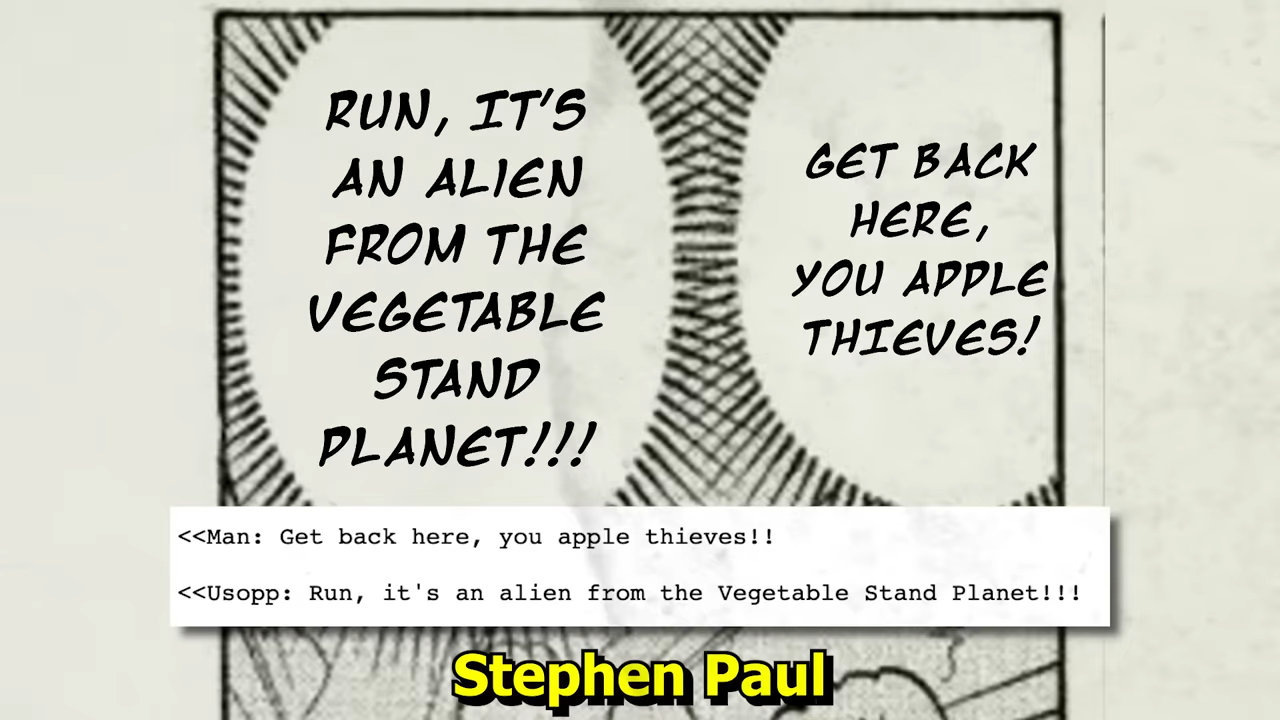 RUN, IT'S
AN ALIEN
FROM THE
VEGETABLE
STAND
PLANET!!!
GET BACK
HERE,
YOU APPLE
THIEVES!
<<Man: Get back here, you apple thieves!!
<<Usopp: Run, it's an alien from the Vegetable Stand Planet!!!
Stephen Paul